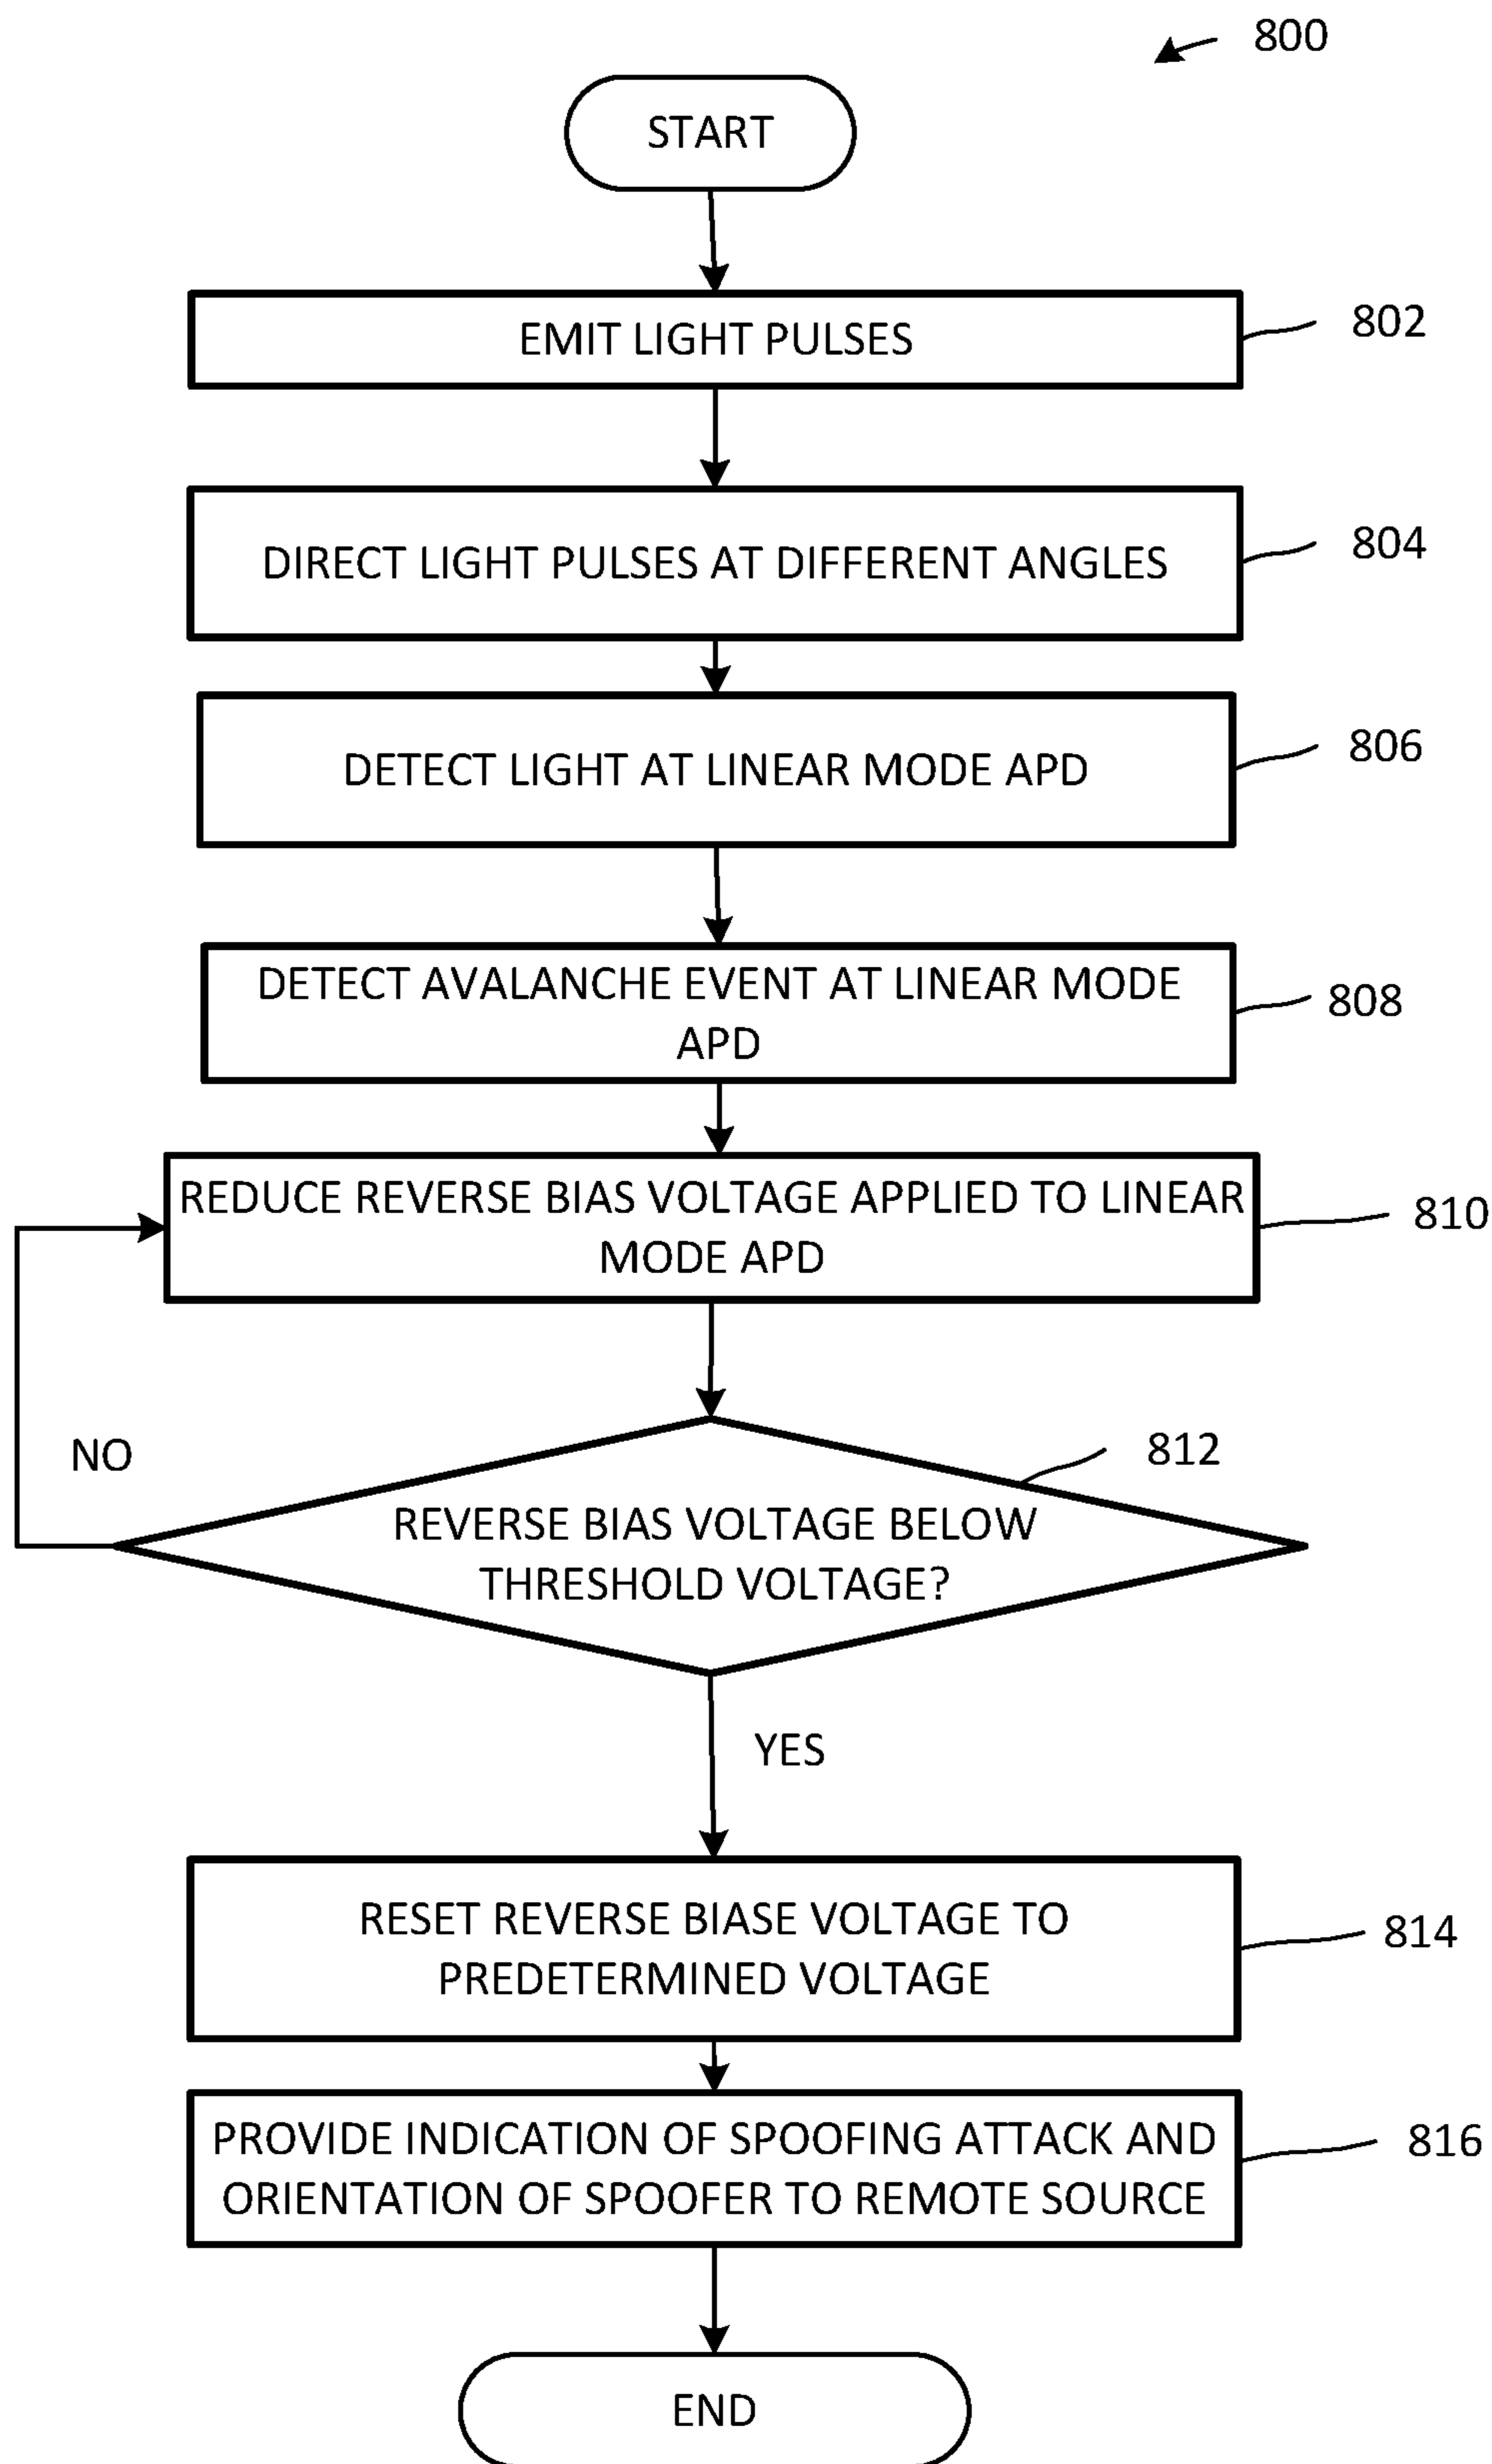 800
START
EMIT LIGHT PULSES
802
DIRECT LIGHT PULSES AT DIFFERENT ANGLES
804
DETECT LIGHT AT LINEAR MODE APD
806
DETECT AVALANCHE EVENT AT LINEAR MODE
APD
808
REDUCE REVERSE BIAS VOLTAGE APPLIED TO LINEAR
MODE APD
810
NO
812
REVERSE BIAS VOLTAGE BELOW
THRESHOLD VOLTAGE?
YES
RESET REVERSE BIASE VOLTAGE TO
PREDETERMINED VOLTAGE
814
PROVIDE INDICATION OF SPOOFING ATTACK AND
ORIENTATION OF SPOOFER TO REMOTE SOURCE
816
END